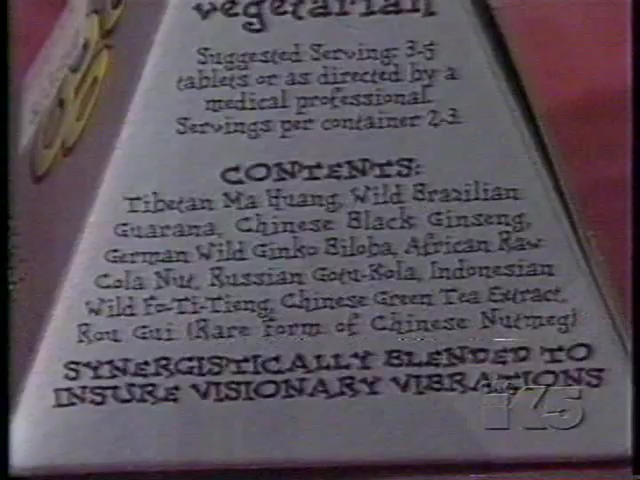 vegetarian
Suggested Serving: 3-5
tablets or as directed by a
medical professional.
Servings per container 2-3.
CONTENTS:
Tibetan Ma Huang, Wild Brazilian
Guarana, Chinese Black Ginseng,
German Wild Ginko Biloba, African Raw
Cola Nut, Russian Gotu-Kola, Indonesian
Wild Fo-Ti-Tieng, Chinese Green Tea Extract,
Rou Gui (Rare Form of Chinese Nutmeg)
SYNERGISTICALLY BLENDED TO
INSURE VISIONARY VIBRATIONS